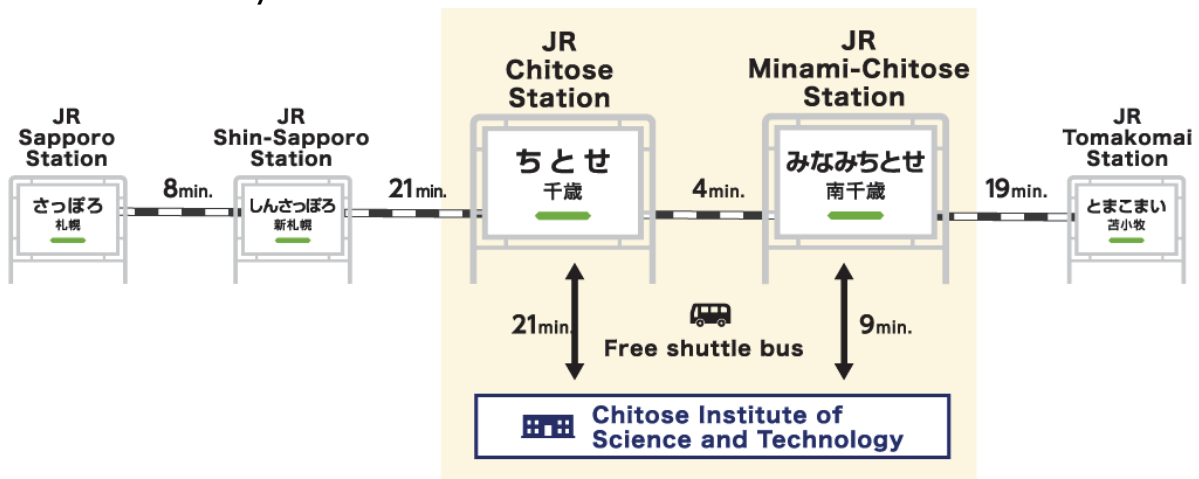 JR
Sapporo
Station
さっぽろ
札幌
8min.
JR
Shin-Sapporo
Station
しんさっぽろ
新札幌
21min.
JR
Chitose
Station
ちとせ
千歳
4min.
JR
Minami-Chitose
Station
みなみちとせ
南千歳
19min.
JR
Tomakomai
Station
とまこまい
苫小牧
21min.
Free shuttle bus
9min.
Chitose Institute of
Science and Technology